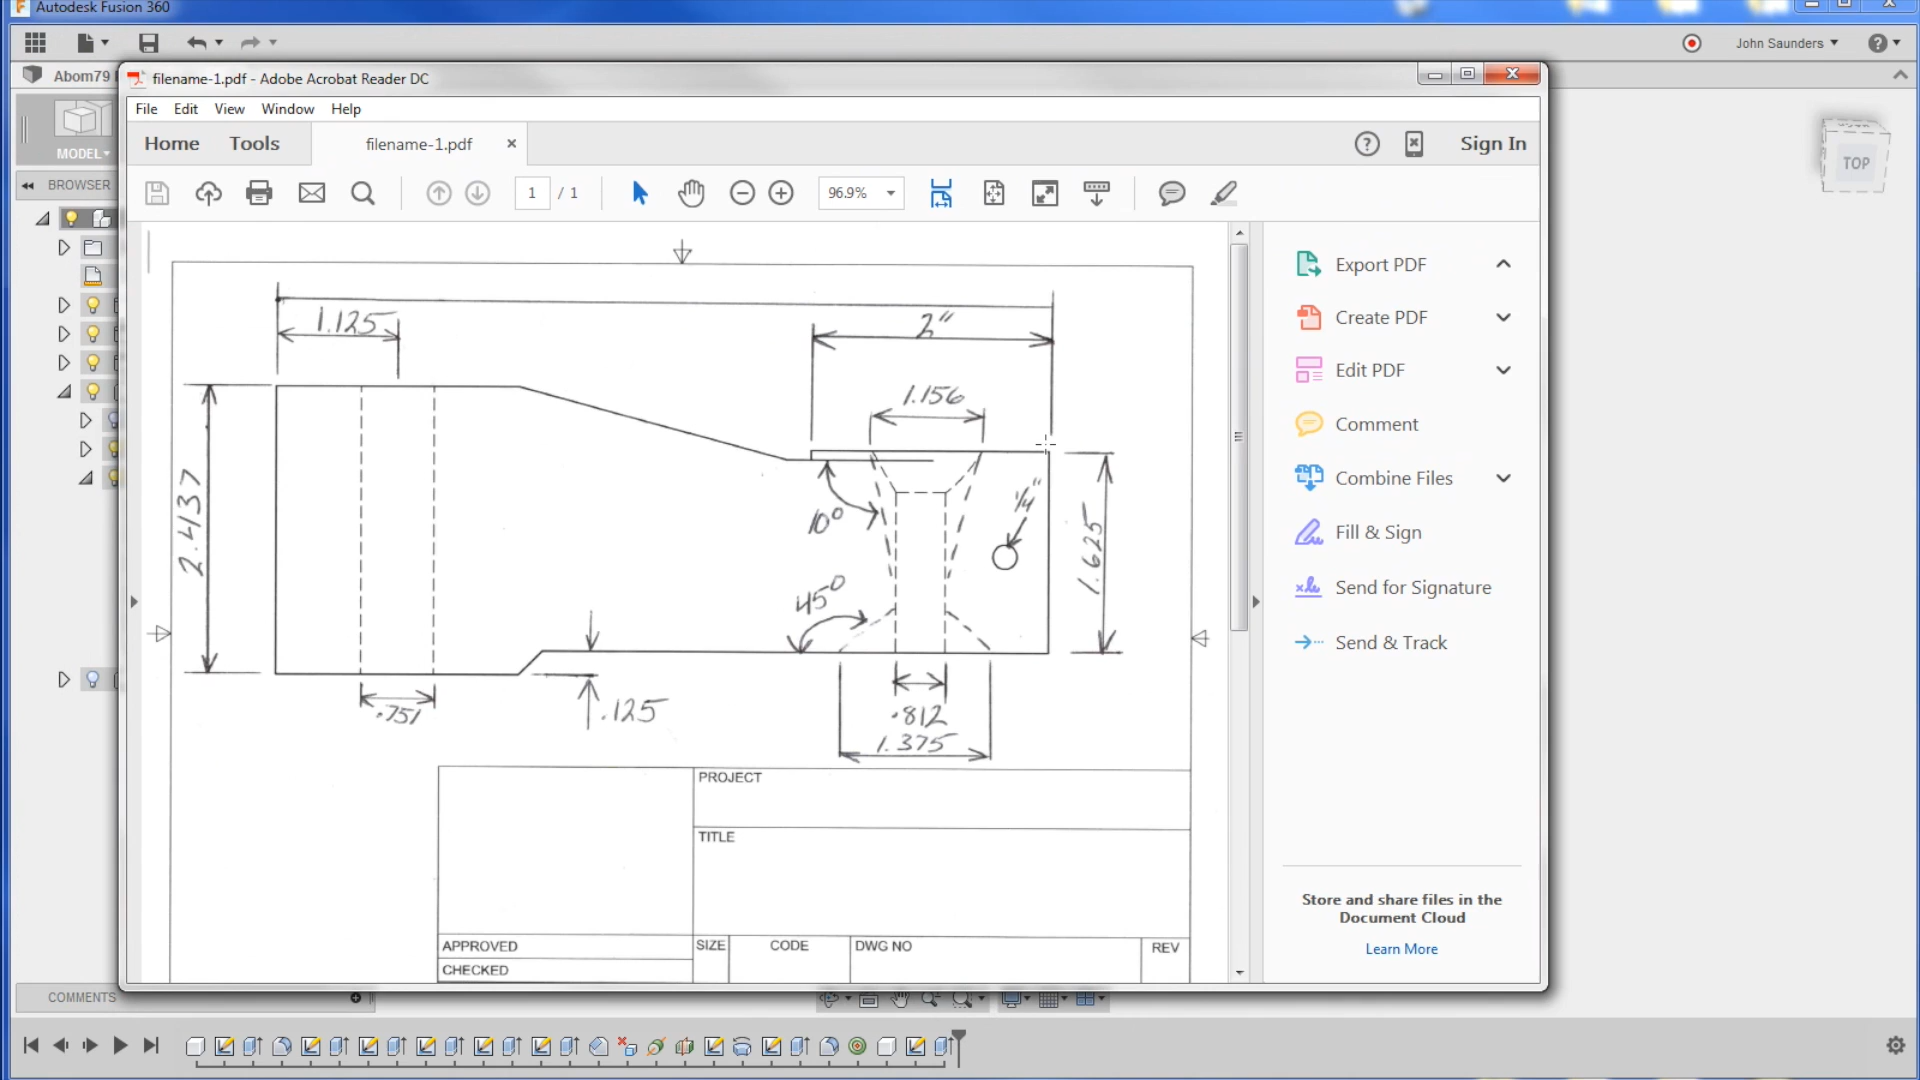 Autodesk Fusion 360
John Saunders
Abom79
filename-1.pdf - Adobe Acrobat Reader DC
File Edit View Window Help
Home Tools filename-1.pdf Sign In
MODEL
BROWSER
1 / 1
96.9%
1.125
2"
1.156
2.437
10°
1/4"
1.625
45°
.751
.125
.812
1.375
PROJECT
TITLE
APPROVED
CHECKED
SIZE
CODE
DWG NO
REV
Export PDF
Create PDF
Edit PDF
Comment
Combine Files
Fill & Sign
Send for Signature
Send & Track
Store and share files in the
Document Cloud
Learn More
TOP
COMMENTS